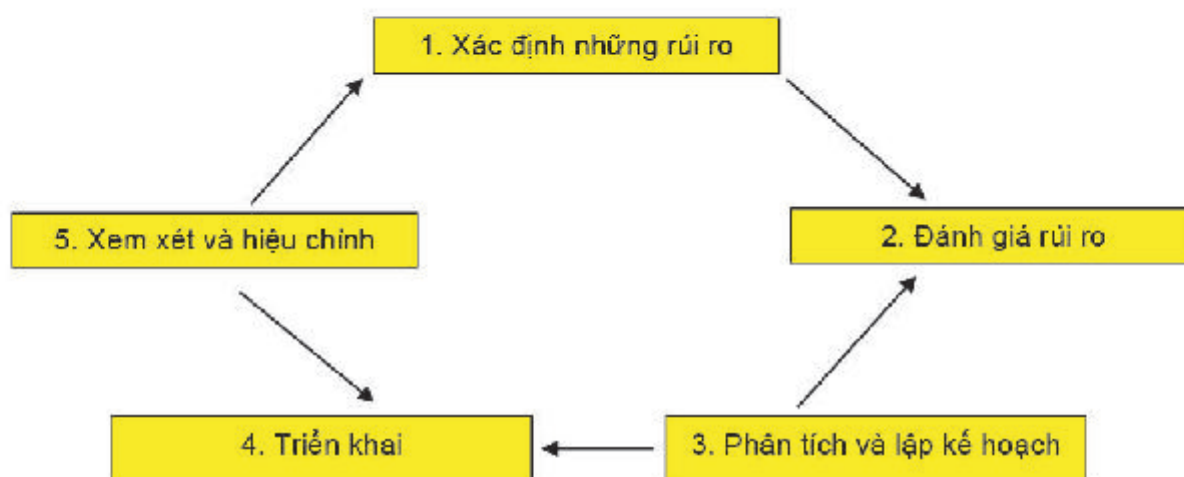 1. Xác định những rủi ro
5. Xem xét và hiệu chính
2. Đánh giá rủi ro
4. Triển khai
3. Phân tích và lập kế hoạch